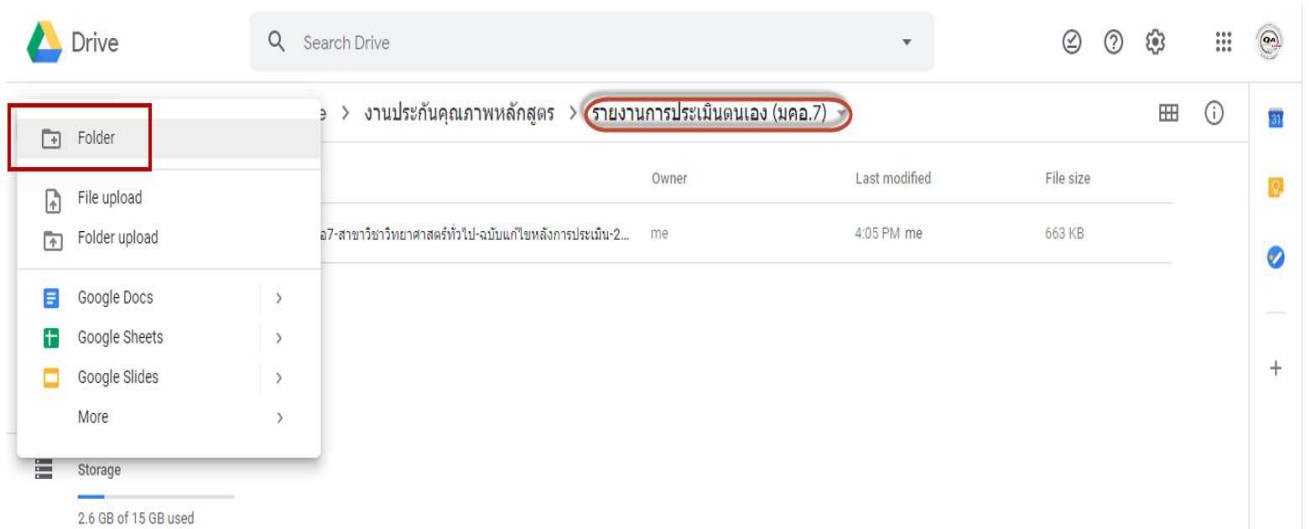 Drive
Search Drive
QA
e > งานประกันคุณภาพหลักสูตร > รายงานการประเมินตนเอง (มคอ.7)
31
Folder
File upload
Folder upload
Google Docs
Google Sheets
Google Slides
More
Owner
Last modified
File size
อ7-สาขาวิชาวิทยาศาสตร์ทั่วไป-ฉบับแก้ไขหลังการประเมิน-2...
me
4:05 PM me
663 KB
Storage
2.6 GB of 15 GB used